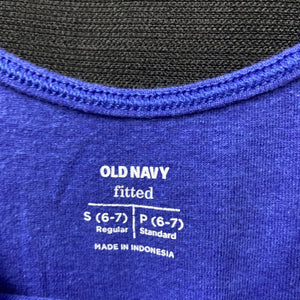 OLD NAVY
fitted
S (6-7) P (6-7)
Regular Standard
MADE IN INDONESIA